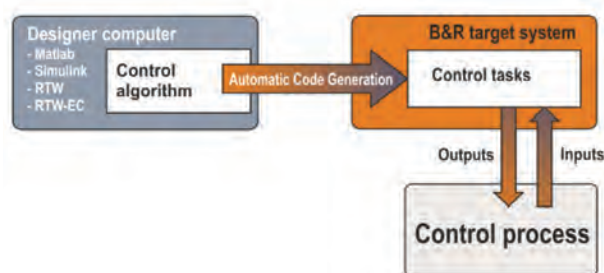 Designer computer
- Matlab
- Simulink
- RTW
- RTW-EC
Control
algorithm
Automatic Code Generation
B&R target system
Control tasks
Outputs
Inputs
Control process